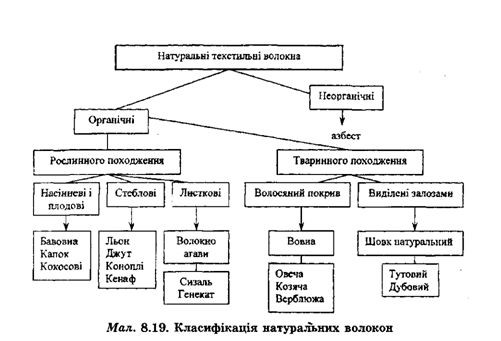 Натуральні текстильні волокна
Неорганічні
Органічні
азбест
Рослинного походження
Тваринного походження
Насінневі і
плодові
Стеблові
Листкові
Волосяний покрив
Виділені залозами
Бавовна
Капок
Кокосові
Льон
Джут
Коноплі
Кенаф
Волокно
агави
Вовна
Шовк натуральний
Сизаль
Генекат
Овеча
Козяча
Верблюжа
Тутовий
Дубовий
Мал. 8.19. Класифікація натуральних волокон